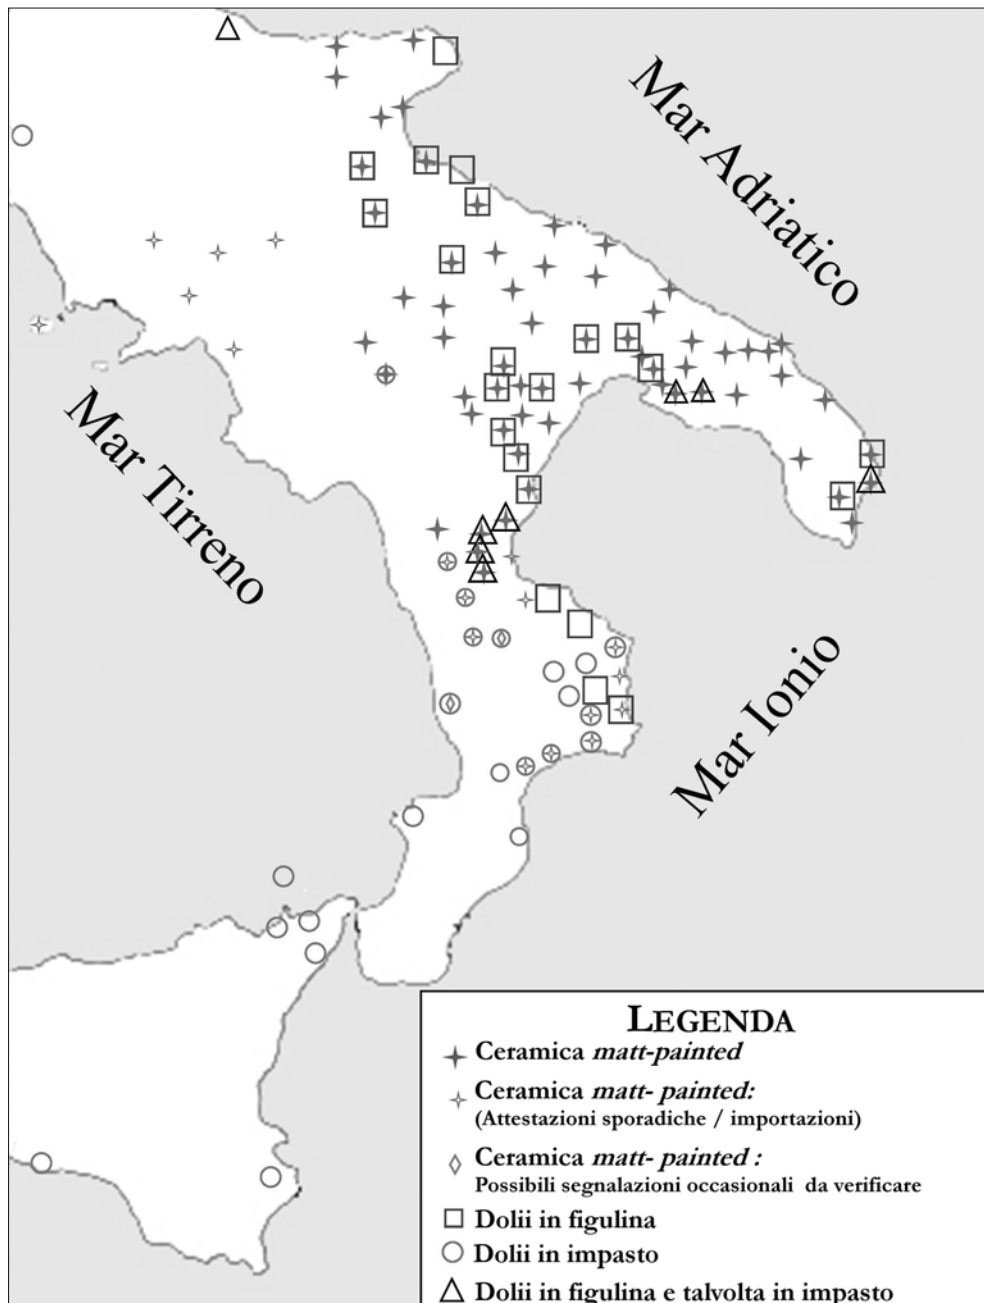 Mar Adriatico
Mar Tirreno
Mar Ionio
LEGENDA
Ceramica matt-painted
Ceramica matt- painted:
(Attestazioni sporadiche / importazioni)
Ceramica matt- painted :
Possibili segnalazioni occasionali da verificare
Dolii in figulina
Dolii in impasto
Dolii in figulina e talvolta in impasto